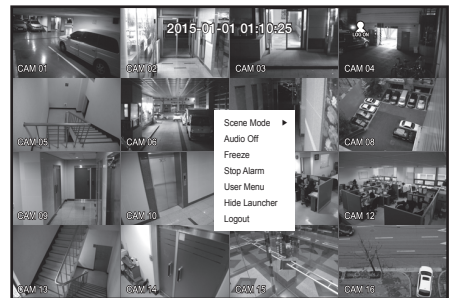 2015-01-01 01:10:25
LOG ON
CAM 01
CAM 02
CAM 03
CAM 04
CAM 05
CAM 06
CAM 08
CAM 09
CAM 10
CAM 12
CAM 13
CAM 14
CAM 15
CAM 16
Scene Mode ▶
Audio Off
Freeze
Stop Alarm
User Menu
Hide Launcher
Logout